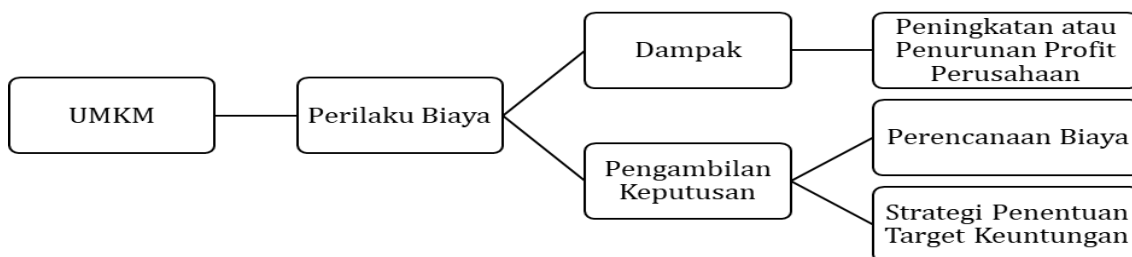 UMKM
Perilaku Biaya
Dampak
Peningkatan atau
Penurunan Profit
Perusahaan
Pengambilan
Keputusan
Perencanaan Biaya
Strategi Penentuan
Target Keuntungan